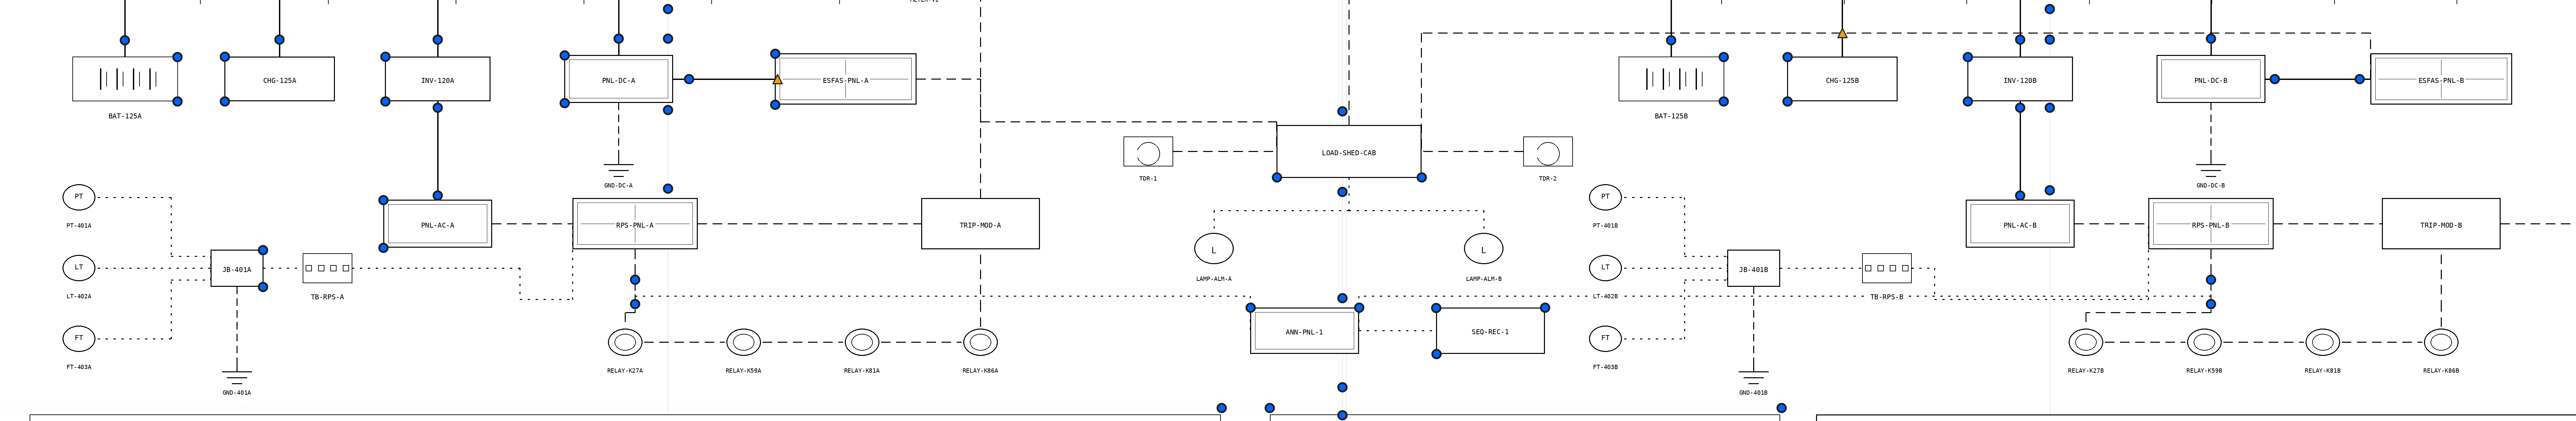 CHG-125A
INV-120A
PNL-DC-A
ESFAS-PNL-A
CHG-125B
INV-120B
PNL-DC-B
ESFAS-PNL-B
BAT-125A
BAT-125B
LOAD-SHED-CAB
TDR-1
TDR-2
GND-DC-A
GND-DC-B
PT
PT
PT-401A
PNL-AC-A
RPS-PNL-A
TRIP-MOD-A
PT-401B
PNL-AC-B
RPS-PNL-B
TRIP-MOD-B
L
L
LT
JB-401A
LT
JB-401B
LAMP-ALM-A
LAMP-ALM-B
LT-402A
TB-RPS-A
LT-402B
TB-RPS-B
ANN-PNL-1
SEQ-REC-1
FT
FT
FT-403A
RELAY-K27A
RELAY-K59A
RELAY-K81A
RELAY-K86A
FT-403B
RELAY-K27B
RELAY-K59B
RELAY-K81B
RELAY-K86B
GND-401A
GND-401B